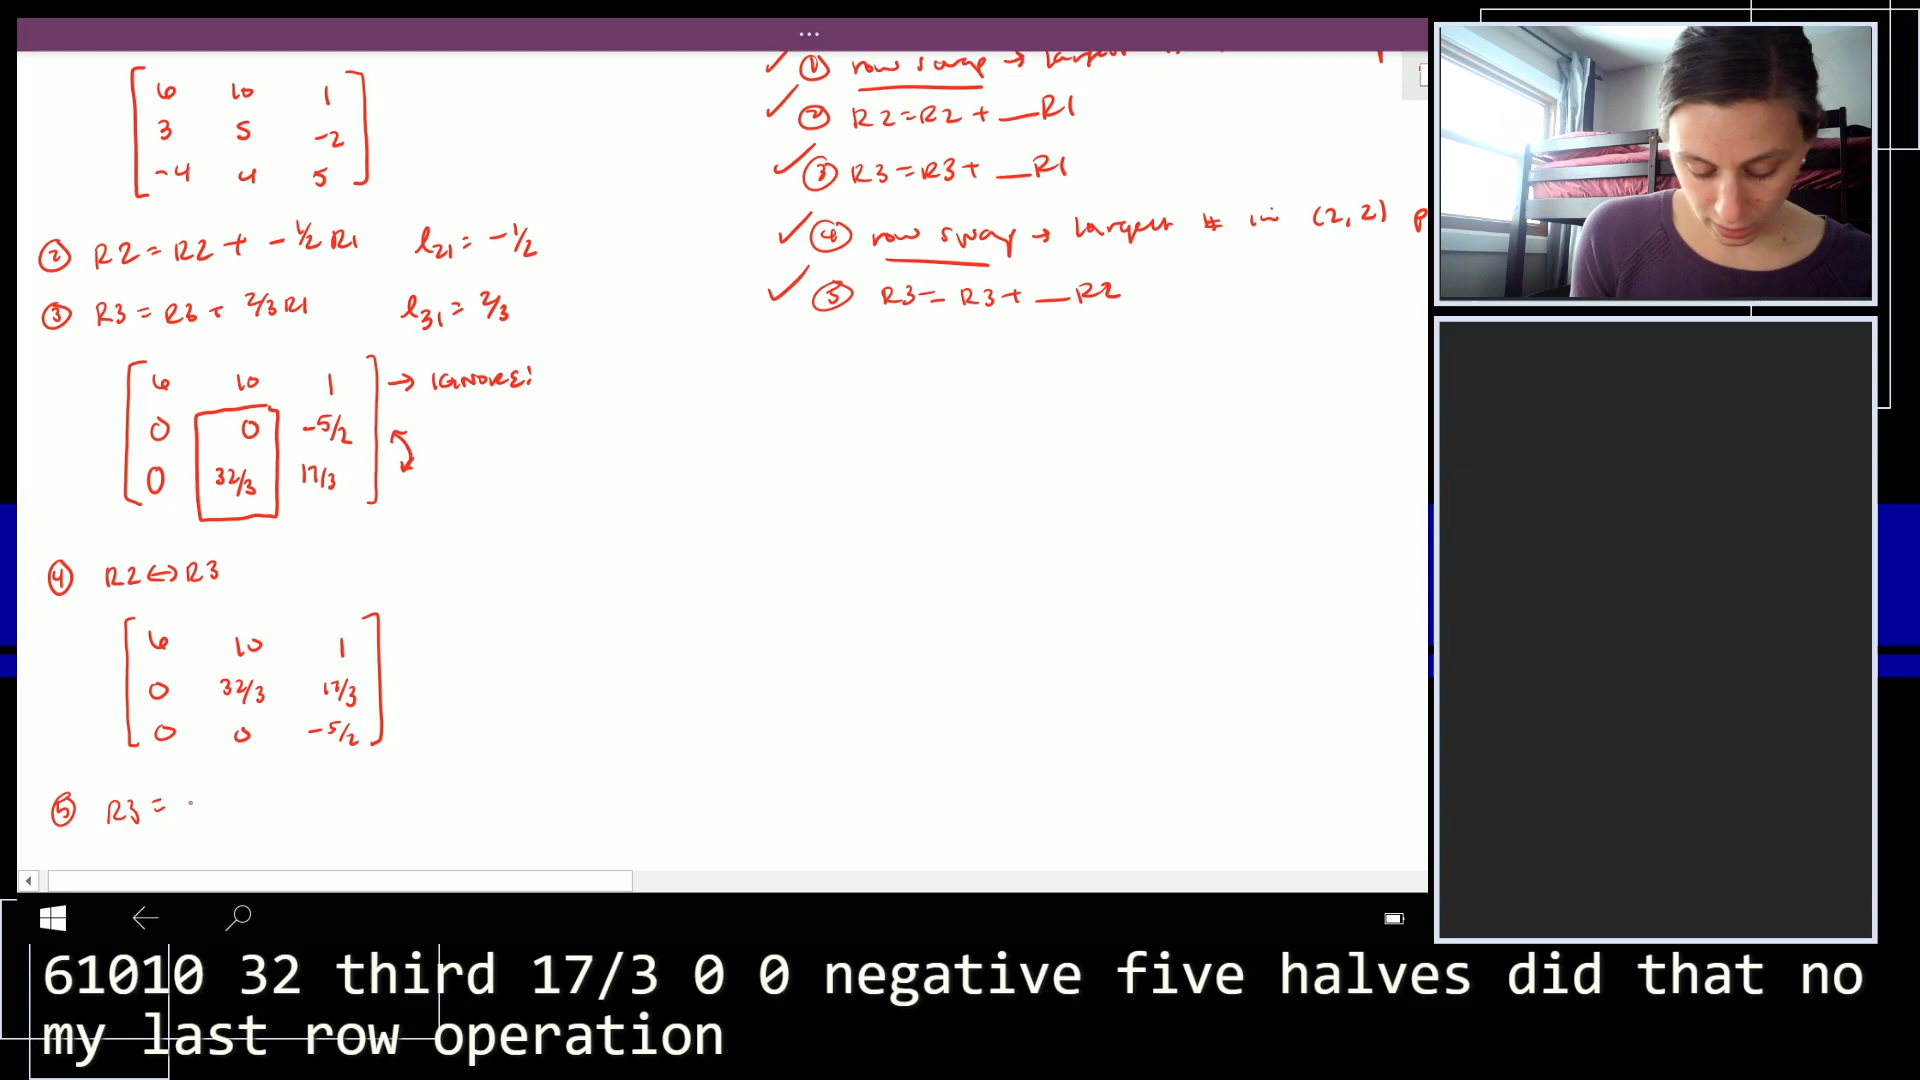 ...
6 10 1
3 5 -2
-4 4 5
② R2 = R2 + -1/2 R1 l21 = -1/2
③ R3 = R3 + 2/3 R1 l31 = 2/3
6 10 1 → IGNORE!
0 0 -5/2
0 32/3 17/3
④ R2 ↔ R3
6 10 1
0 32/3 17/3
0 0 -5/2
⑤ R3 =
✓ ① row swap → largest
✓ ② R2 = R2 + __R1
✓ ③ R3 = R3 + __R1
✓ ④ row swap → largest # in (2,2) p
✓ ⑤ R3 = R3 + __R2
61010 32 third 17/3 0 0 negative five halves did that no
my last row operation